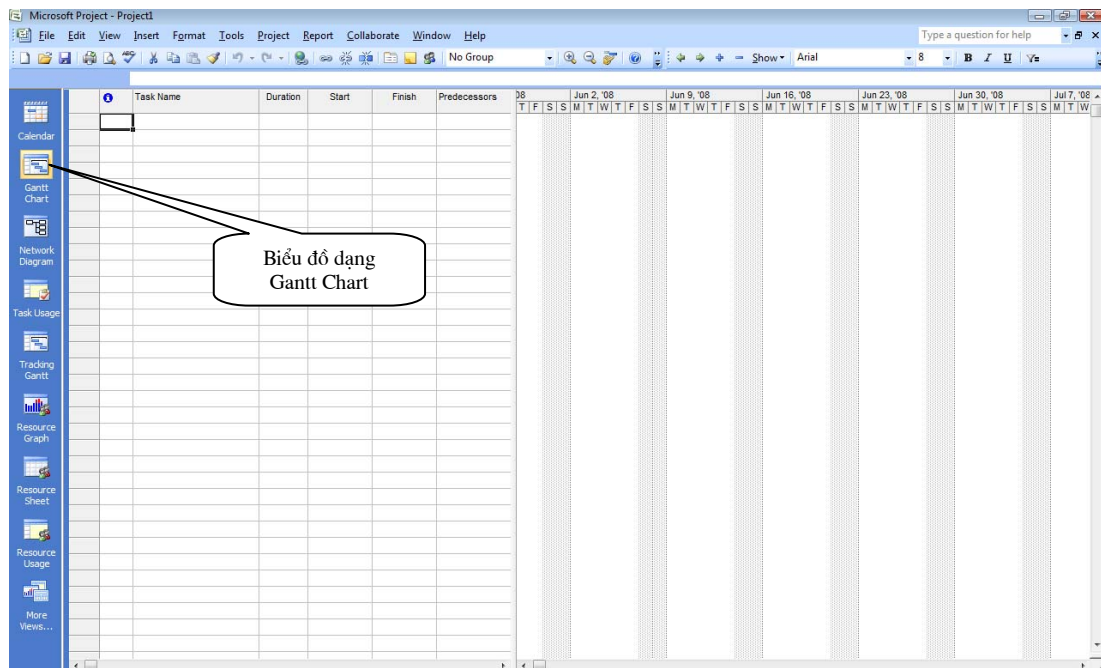 Microsoft Project - Project1
File Edit View Insert Format Tools Project Report Collaborate Window Help Type a question for help
No Group Show Arial 8 B I U
Task Name Duration Start Finish Predecessors '08 Jun 2, '08 Jun 9, '08 Jun 16, '08 Jun 23, '08 Jun 30, '08 Jul 7, '08
T F S S M T W T F S S M T W T F S S M T W T F S S M T W T F S S M T W T F S S M T W
Calendar
Gantt
Chart
Network
Diagram
Task Usage
Tracking
Gantt
Resource
Graph
Resource
Sheet
Resource
Usage
More
Views...
Biểu đồ dạng
Gantt Chart